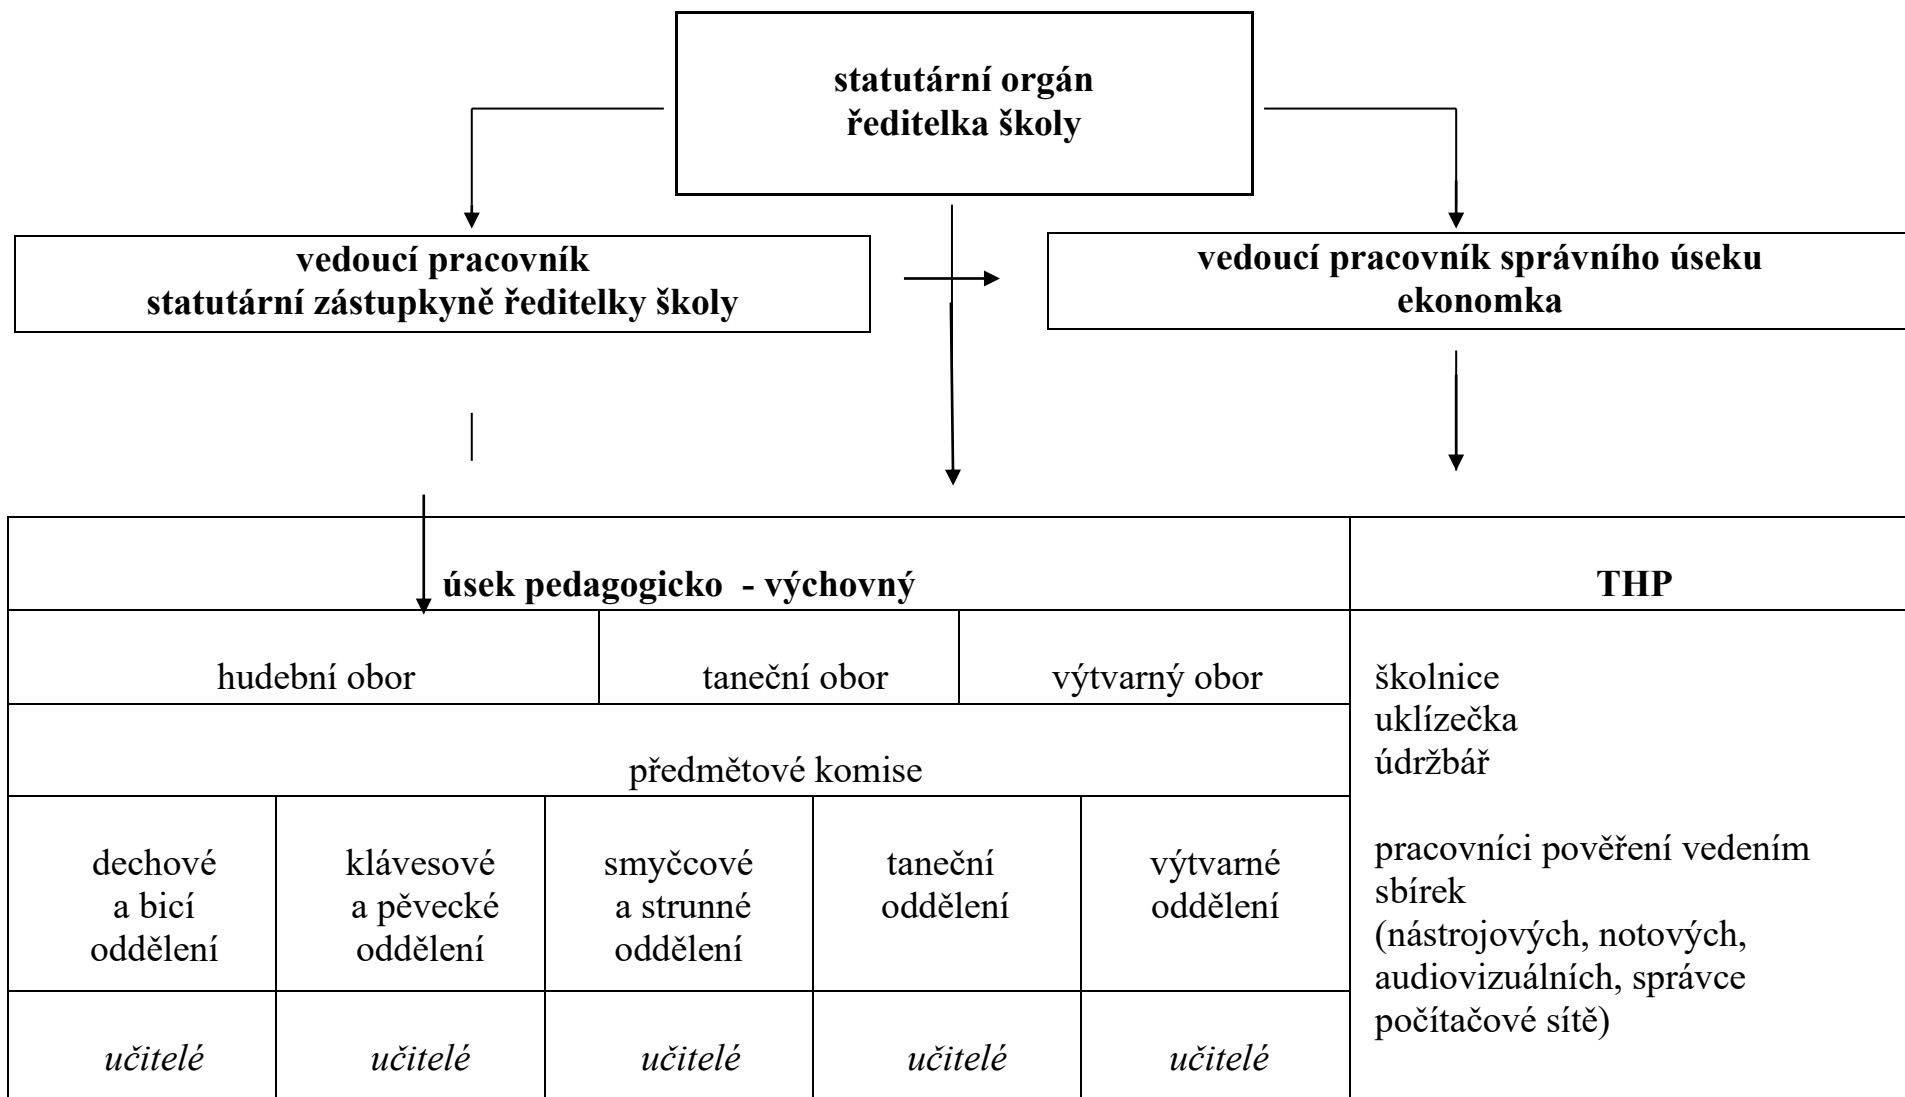 statutární orgán
ředitelka školy
vedoucí pracovník
statutární zástupkyně ředitelky školy
vedoucí pracovník správního úseku
ekonomka
úsek pedagogicko  - výchovný
THP
hudební obor
taneční obor
výtvarný obor
předmětové komise
dechové
a bicí
oddělení
klávesové
a pěvecké
oddělení
smyčcové
a strunné
oddělení
taneční
oddělení
výtvarné
oddělení
učitelé
učitelé
učitelé
učitelé
učitelé
školnice
uklízečka
údržbář
pracovníci pověření vedením
sbírek
(nástrojových, notových,
audiovizuálních, správce
počítačové sítě)